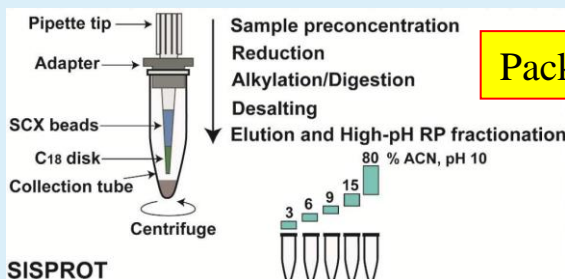 Pipette tip
Adapter
SCX beads
C18 disk
Collection tube
Centrifuge
SISPROT
Sample preconcentration
Reduction
Alkylation/Digestion
Desalting
Elution and High-pH RP fractionation
80 % ACN, pH 10
3 6 9 15